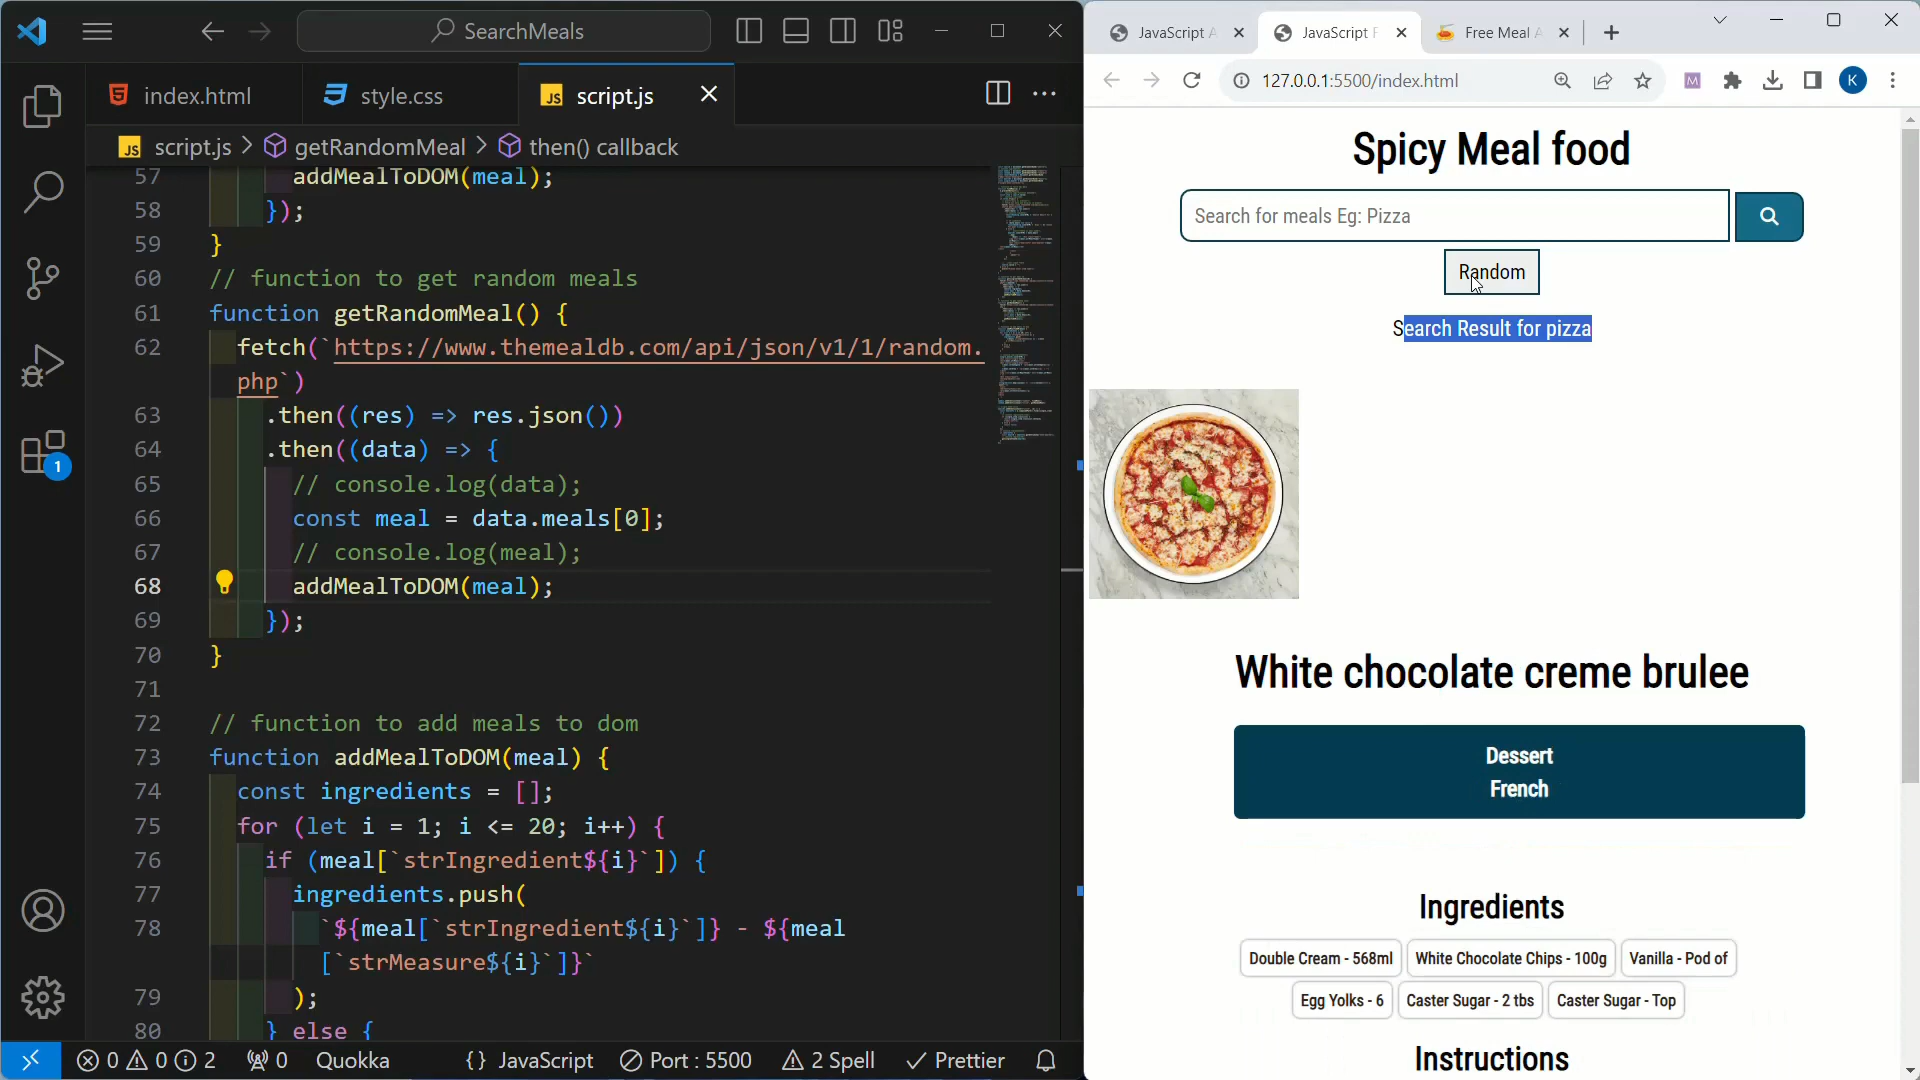 SearchMeals
index.html
style.css
script.js
script.js > getRandomMeal > then() callback
57 addMealToDOM(meal);
58 });
59 }
60 // function to get random meals
61 function getRandomMeal() {
62 fetch(`https://www.themealdb.com/api/json/v1/1/random.
php`)
63 .then((res) => res.json())
64 .then((data) => {
65 // console.log(data);
66 const meal = data.meals[0];
67 // console.log(meal);
68 addMealToDOM(meal);
69 });
70 }
71
72 // function to add meals to dom
73 function addMealToDOM(meal) {
74 const ingredients = [];
75 for (let i = 1; i <= 20; i++) {
76 if (meal[`strIngredient${i}`]) {
77 ingredients.push(
78 `${meal[`strIngredient${i}`]} - ${meal
[`strMeasure${i}`]}`
79 );
80 } else {
1
0 0 2 0 Quokka {} JavaScript Port : 5500 2 Spell Prettier
JavaScript A
JavaScript F
Free Meal A
127.0.0.1:5500/index.html
M
K
Spicy Meal food
Search for meals Eg: Pizza
Random
Search Result for pizza
White chocolate creme brulee
Dessert
French
Ingredients
Double Cream - 568ml White Chocolate Chips - 100g Vanilla - Pod of
Egg Yolks - 6 Caster Sugar - 2 tbs Caster Sugar - Top
Instructions